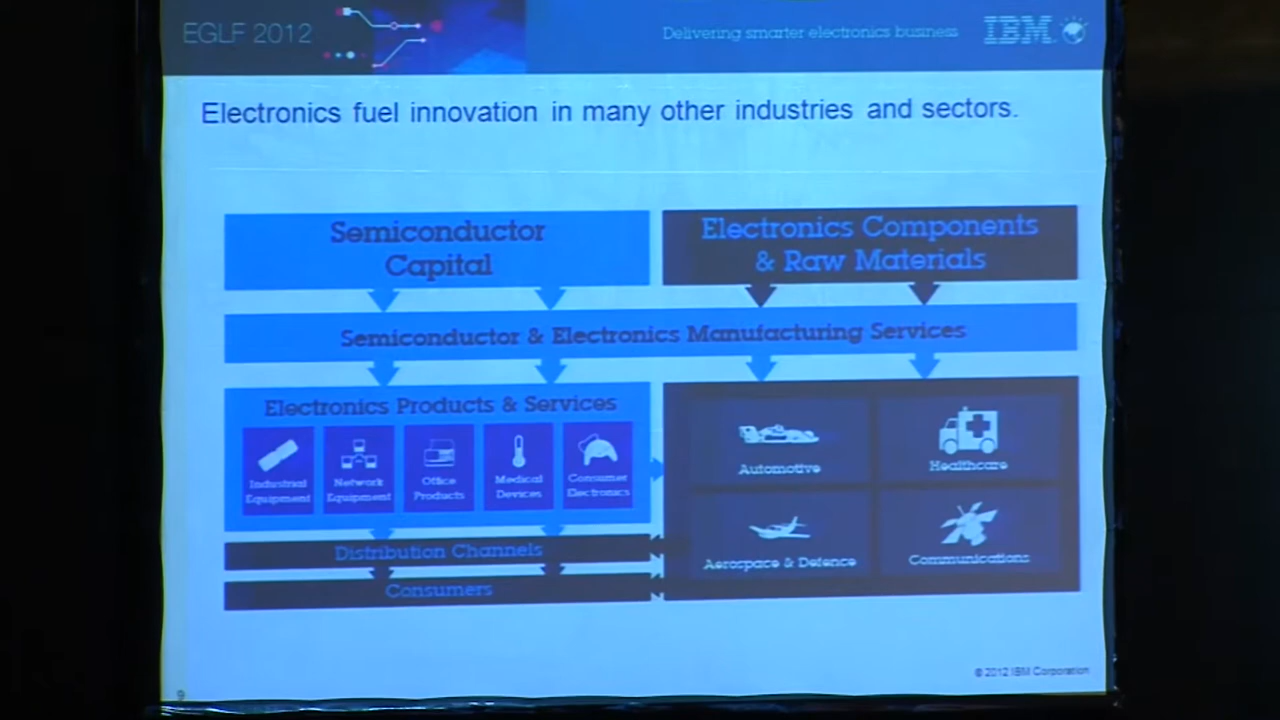 EGLF 2012
Delivering smarter electronics business
IBM
Electronics fuel innovation in many other industries and sectors.
Semiconductor
Capital
Electronics Components
& Raw Materials
Semiconductor & Electronics Manufacturing Services
Electronics Products & Services
Industrial
Equipment
Network
Equipment
Office
Products
Medical
Devices
Consumer
Electronics
Automotive
Healthcare
Aerospace & Defence
Communications
Distribution Channels
Consumers
© 2012 IBM Corporation
9